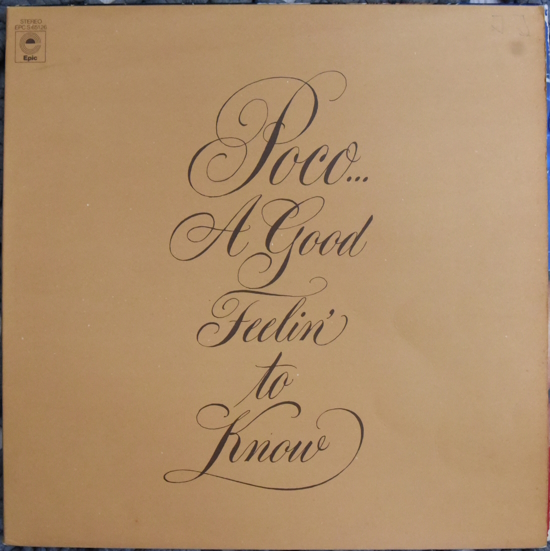 STEREO
Epic
Poco...
A Good
Feelin'
to
Know